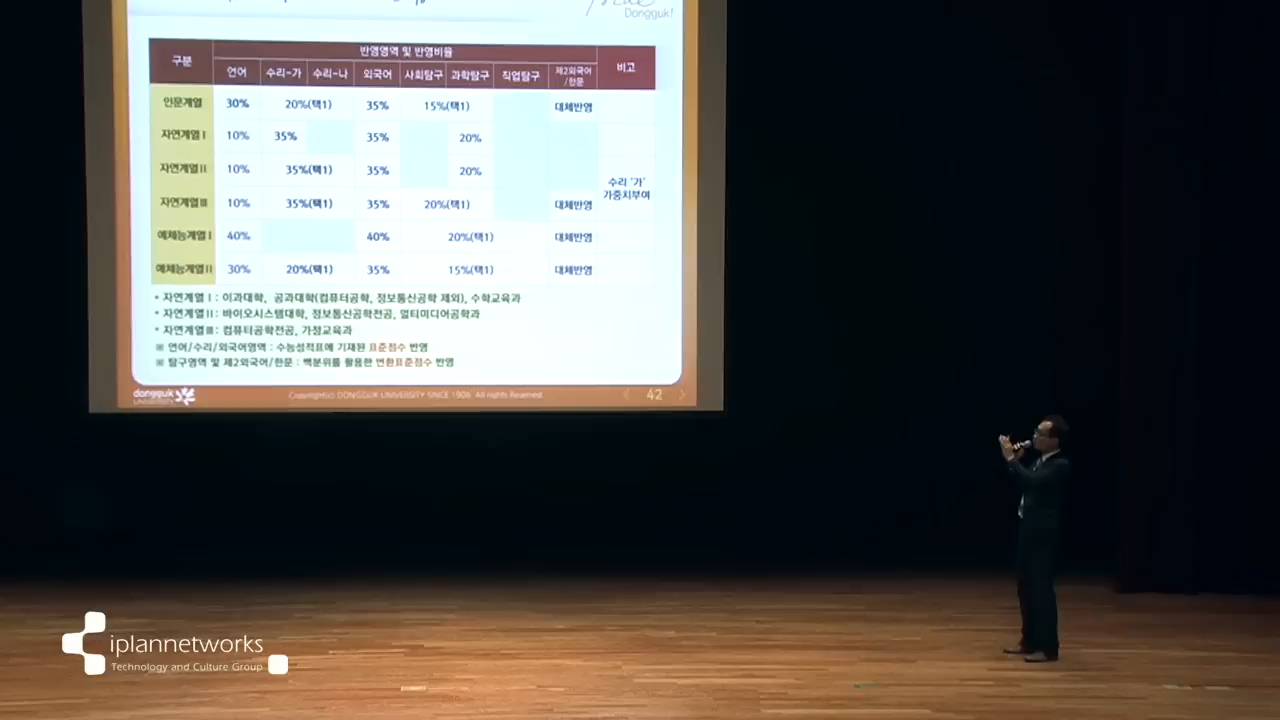 Dongguk!
구분 반영영역 및 반영비율 비고
언어 수리-가 수리-나 외국어 사회탐구 과학탐구 직업탐구 제2외국어/한문
인문계열 30% 20%(택1) 35% 15%(택1) 대체반영
자연계열 I 10% 35% 35% 20%
자연계열 II 10% 35%(택1) 35% 20%
수리 '가'
가중치부여
자연계열 III 10% 35%(택1) 35% 20%(택1) 대체반영
예체능계열 I 40% 40% 20%(택1) 대체반영
예체능계열 II 30% 20%(택1) 35% 15%(택1) 대체반영
* 자연계열 I : 이과대학, 공과대학(컴퓨터공학, 정보통신공학 제외), 수학교육과
* 자연계열 II : 바이오시스템대학, 정보통신공학전공, 멀티미디어공학과
* 자연계열 III : 컴퓨터공학전공, 가정교육과
※ 언어/수리/외국어영역 : 수능성적표에 기재된 표준점수 반영
※ 탐구영역 및 제2외국어/한문 : 백분위를 활용한 변환표준점수 반영
dongguk
UNIVERSITY
Copyright(c) DONGGUK UNIVERSITY SINCE 1906. All rights Reserved.
< 42 >
iplannetworks
Technology and Culture Group